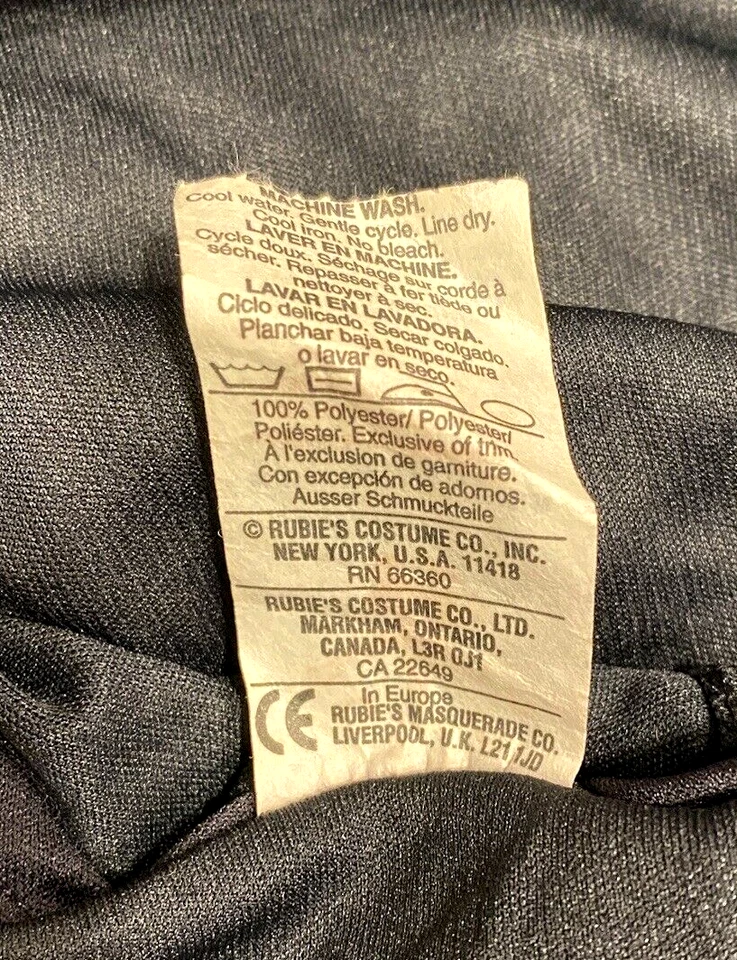 MACHINE WASH.
Cool water. Gentle cycle. Line dry.
Cool iron. No bleach.
LAVER EN MACHINE.
Cycle doux. Séchage sur corde à
sécher. Repasser à fer tiède ou
nettoyer à sec.
LAVAR EN LAVADORA.
Ciclo delicado. Secar colgado.
Planchar baja temperatura
o lavar en seco.
100% Polyester/ Polyester/
Poliéster. Exclusive of trim.
À l'exclusion de garniture.
Con excepción de adornos.
Ausser Schmuckteile
© RUBIE'S COSTUME CO., INC.
NEW YORK, U.S.A. 11418
RN 66360
RUBIE'S COSTUME CO., LTD.
MARKHAM, ONTARIO,
CANADA, L3R 0J1
CA 22649
CE In Europe
RUBIE'S MASQUERADE CO.
LIVERPOOL, U.K. L21 1JD